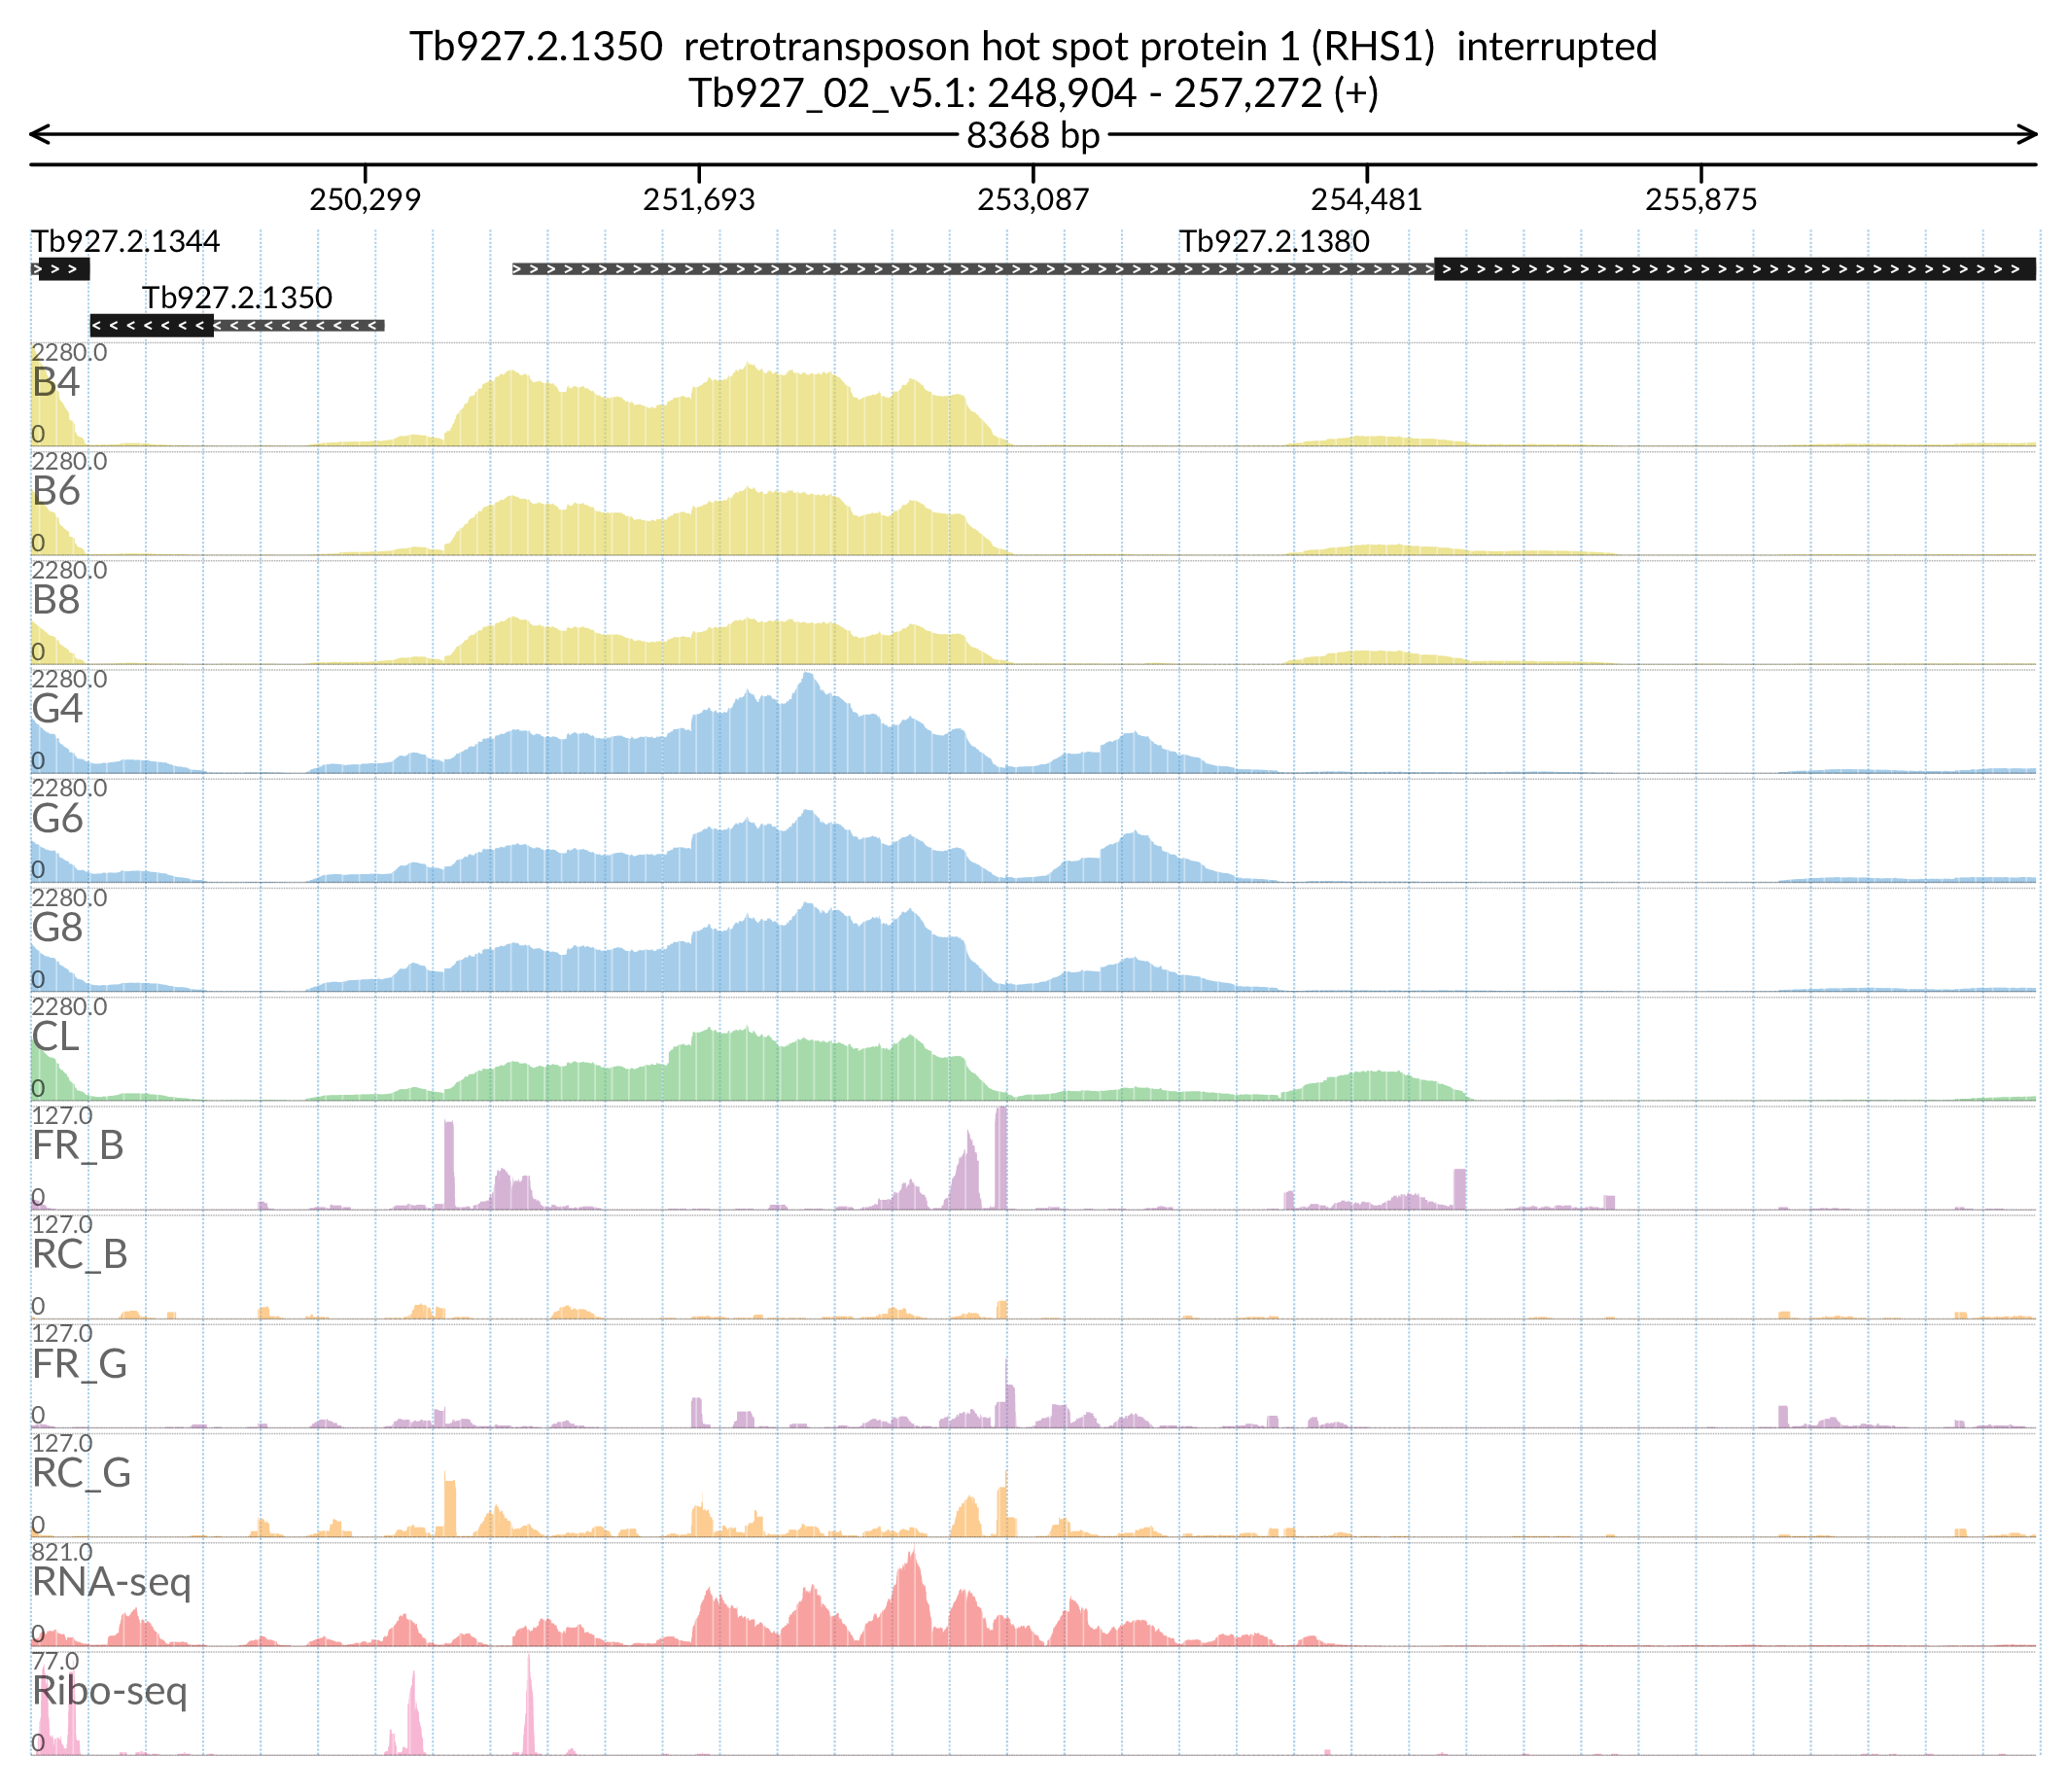 Tb927.2.1350  retrotransposon hot spot protein 1 (RHS1)  interrupted
Tb927_02_v5.1: 248,904 - 257,272 (+)
8368 bp
250,299 251,693 253,087 254,481 255,875
Tb927.2.1344 Tb927.2.1380
Tb927.2.1350
2280.0
B4
0
2280.0
B6
0
2280.0
B8
0
2280.0
G4
0
2280.0
G6
0
2280.0
G8
0
2280.0
CL
0
127.0
FR_B
0
127.0
RC_B
0
127.0
FR_G
0
127.0
RC_G
0
821.0
RNA-seq
0
77.0
Ribo-seq
0